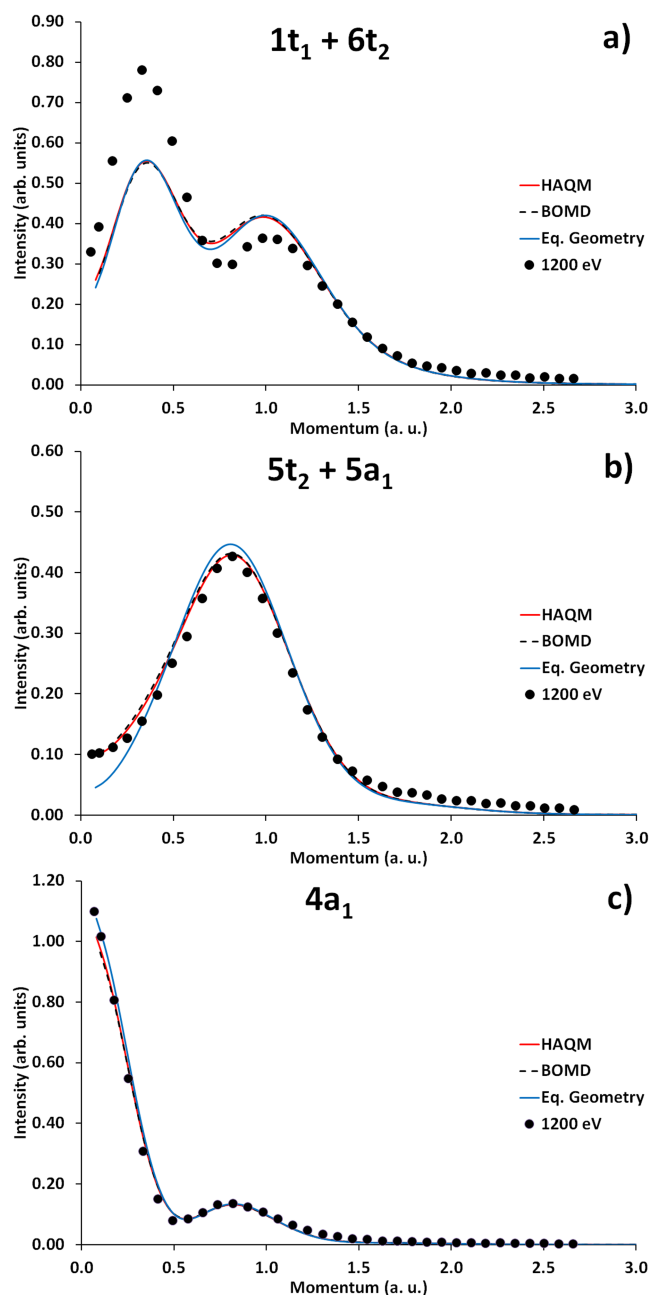 1t₁ + 6t₂
a)
Intensity (arb. units)
0.90
0.80
0.70
0.60
0.50
0.40
0.30
0.20
0.10
0.00
HAQM
BOMD
Eq. Geometry
1200 eV
0.0 0.5 1.0 1.5 2.0 2.5 3.0
Momentum (a. u.)
5t₂ + 5a₁
b)
Intensity (arb. units)
0.60
0.50
0.40
0.30
0.20
0.10
0.00
HAQM
BOMD
Eq. Geometry
1200 eV
0.0 0.5 1.0 1.5 2.0 2.5 3.0
Momentum (a. u.)
4a₁
c)
Intensity (arb. units)
1.20
1.00
0.80
0.60
0.40
0.20
0.00
HAQM
BOMD
Eq. Geometry
1200 eV
0.0 0.5 1.0 1.5 2.0 2.5 3.0
Momentum (a. u.)